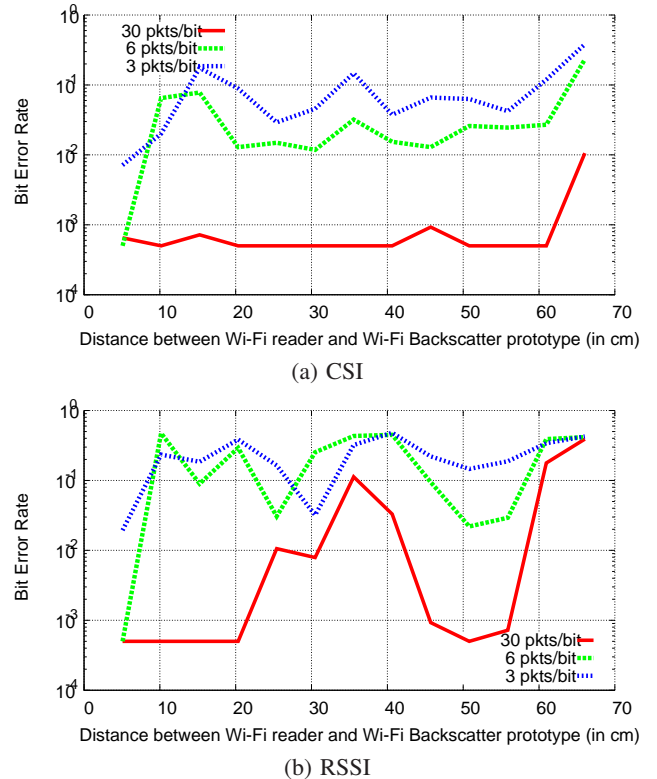 10 0
30 pkts/bit
6 pkts/bit
3 pkts/bit
10 1
10 2
10 3
10 4
Bit Error Rate
0 10 20 30 40 50 60 70
Distance between Wi-Fi reader and Wi-Fi Backscatter prototype (in cm)
(a) CSI
10 0
10 1
10 2
10 3
10 4
Bit Error Rate
30 pkts/bit
6 pkts/bit
3 pkts/bit
0 10 20 30 40 50 60 70
Distance between Wi-Fi reader and Wi-Fi Backscatter prototype (in cm)
(b) RSSI